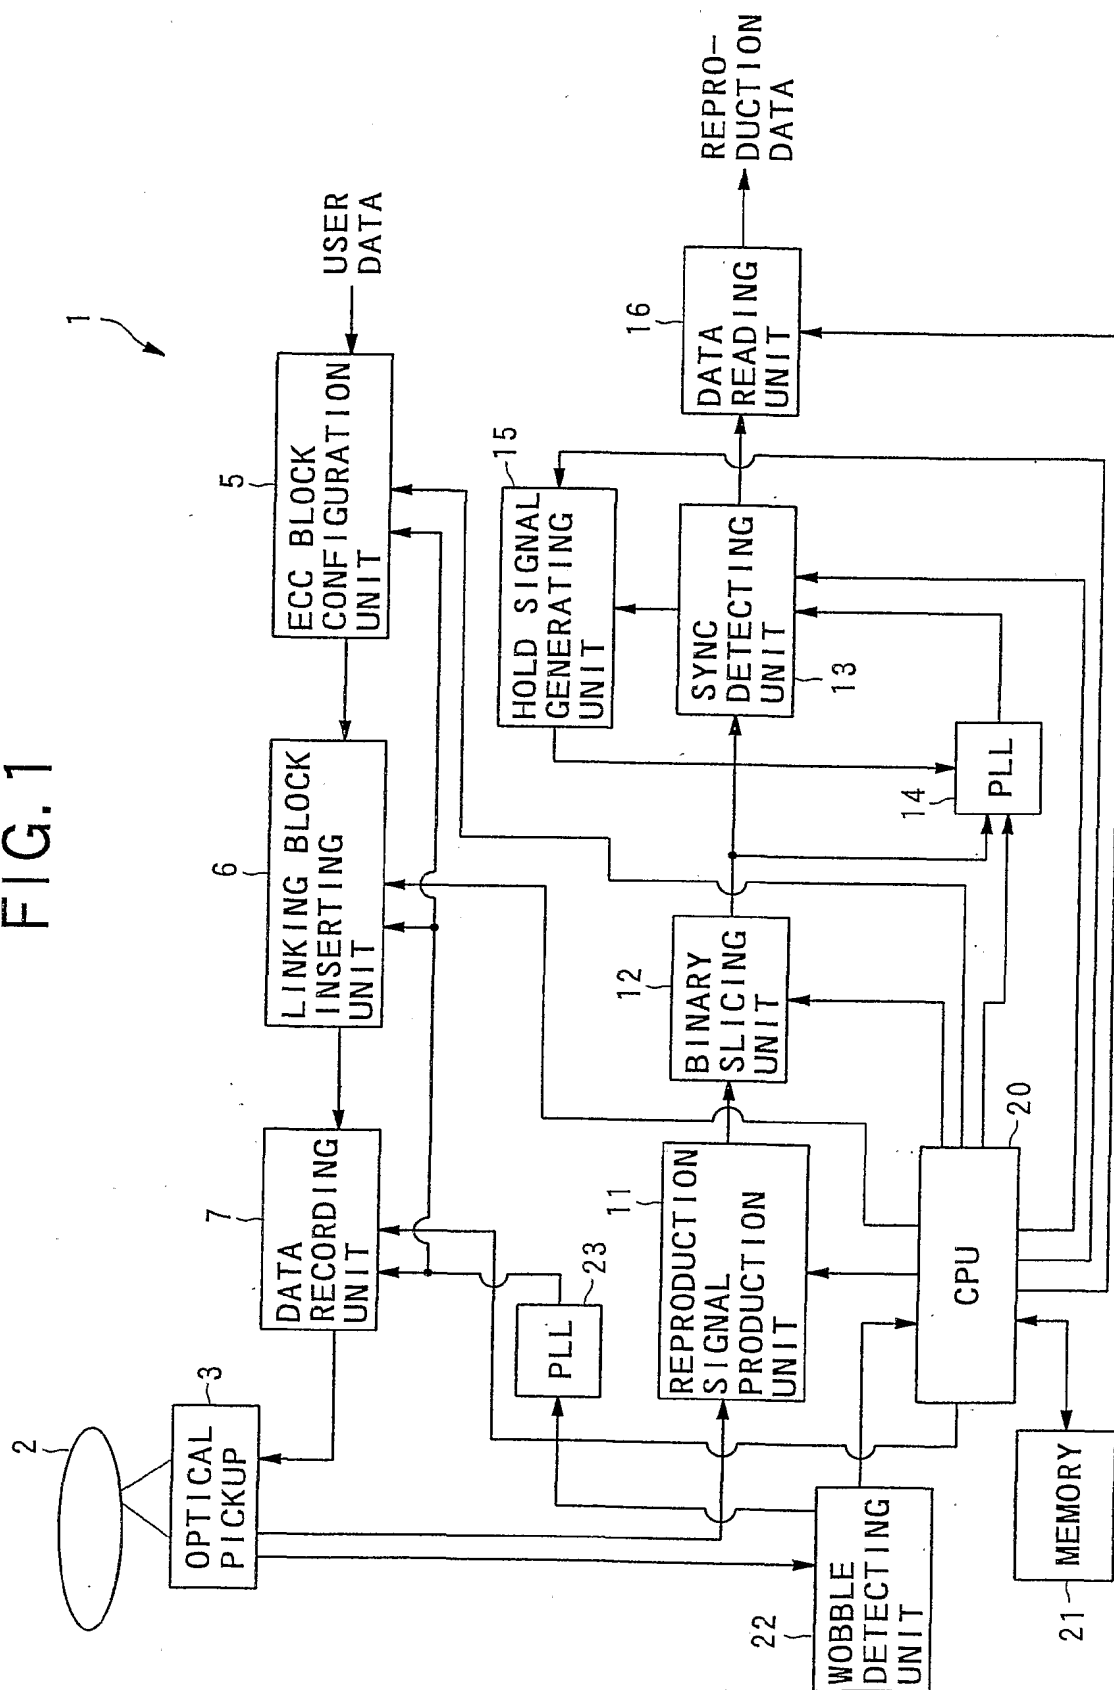 FIG. 1
1
2
3
OPTICAL
PICKUP
7
DATA
RECORDING
UNIT
6
LINKING BLOCK
INSERTING
UNIT
5
ECC BLOCK
CONFIGURATION
UNIT
USER
DATA
23
PLL
15
HOLD SIGNAL
GENERATING
UNIT
11
REPRODUCTION
SIGNAL
PRODUCTION
UNIT
12
BINARY
SLICING
UNIT
SYNC
DETECTING
UNIT
13
16
DATA
READING
UNIT
REPRO-
DUCTION
DATA
22
WOBBLE
DETECTING
UNIT
CPU
20
14
PLL
MEMORY
21